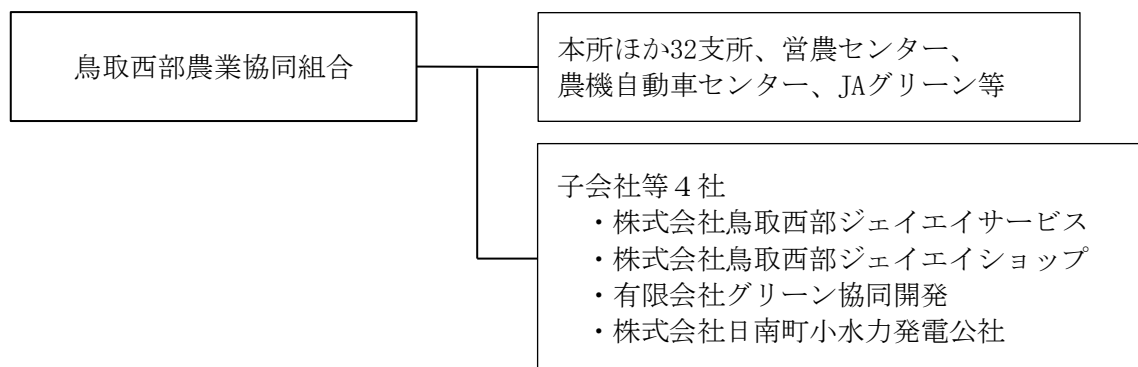 鳥取西部農業協同組合
本所ほか32支所、営農センター、
農機自動車センター、JAグリーン等
子会社等４社
・株式会社鳥取西部ジェイエイサービス
・株式会社鳥取西部ジェイエイショップ
・有限会社グリーン協同開発
・株式会社日南町小水力発電公社